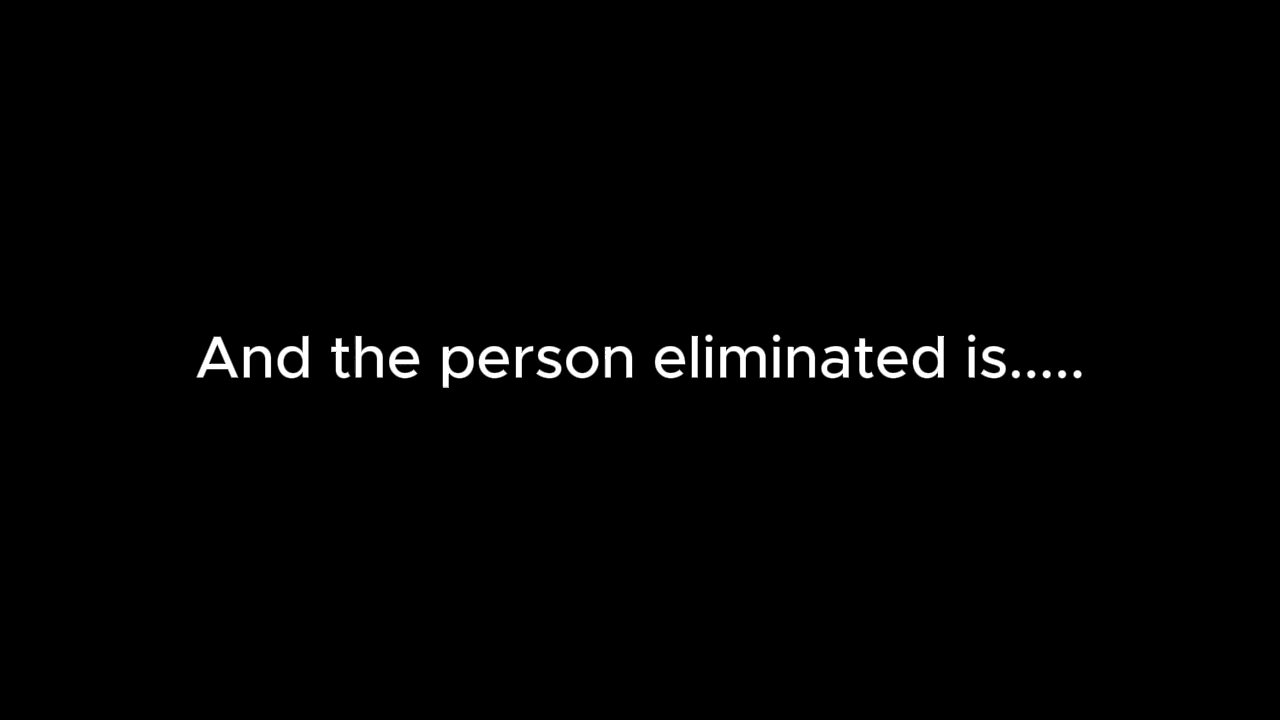 And the person eliminated is.....